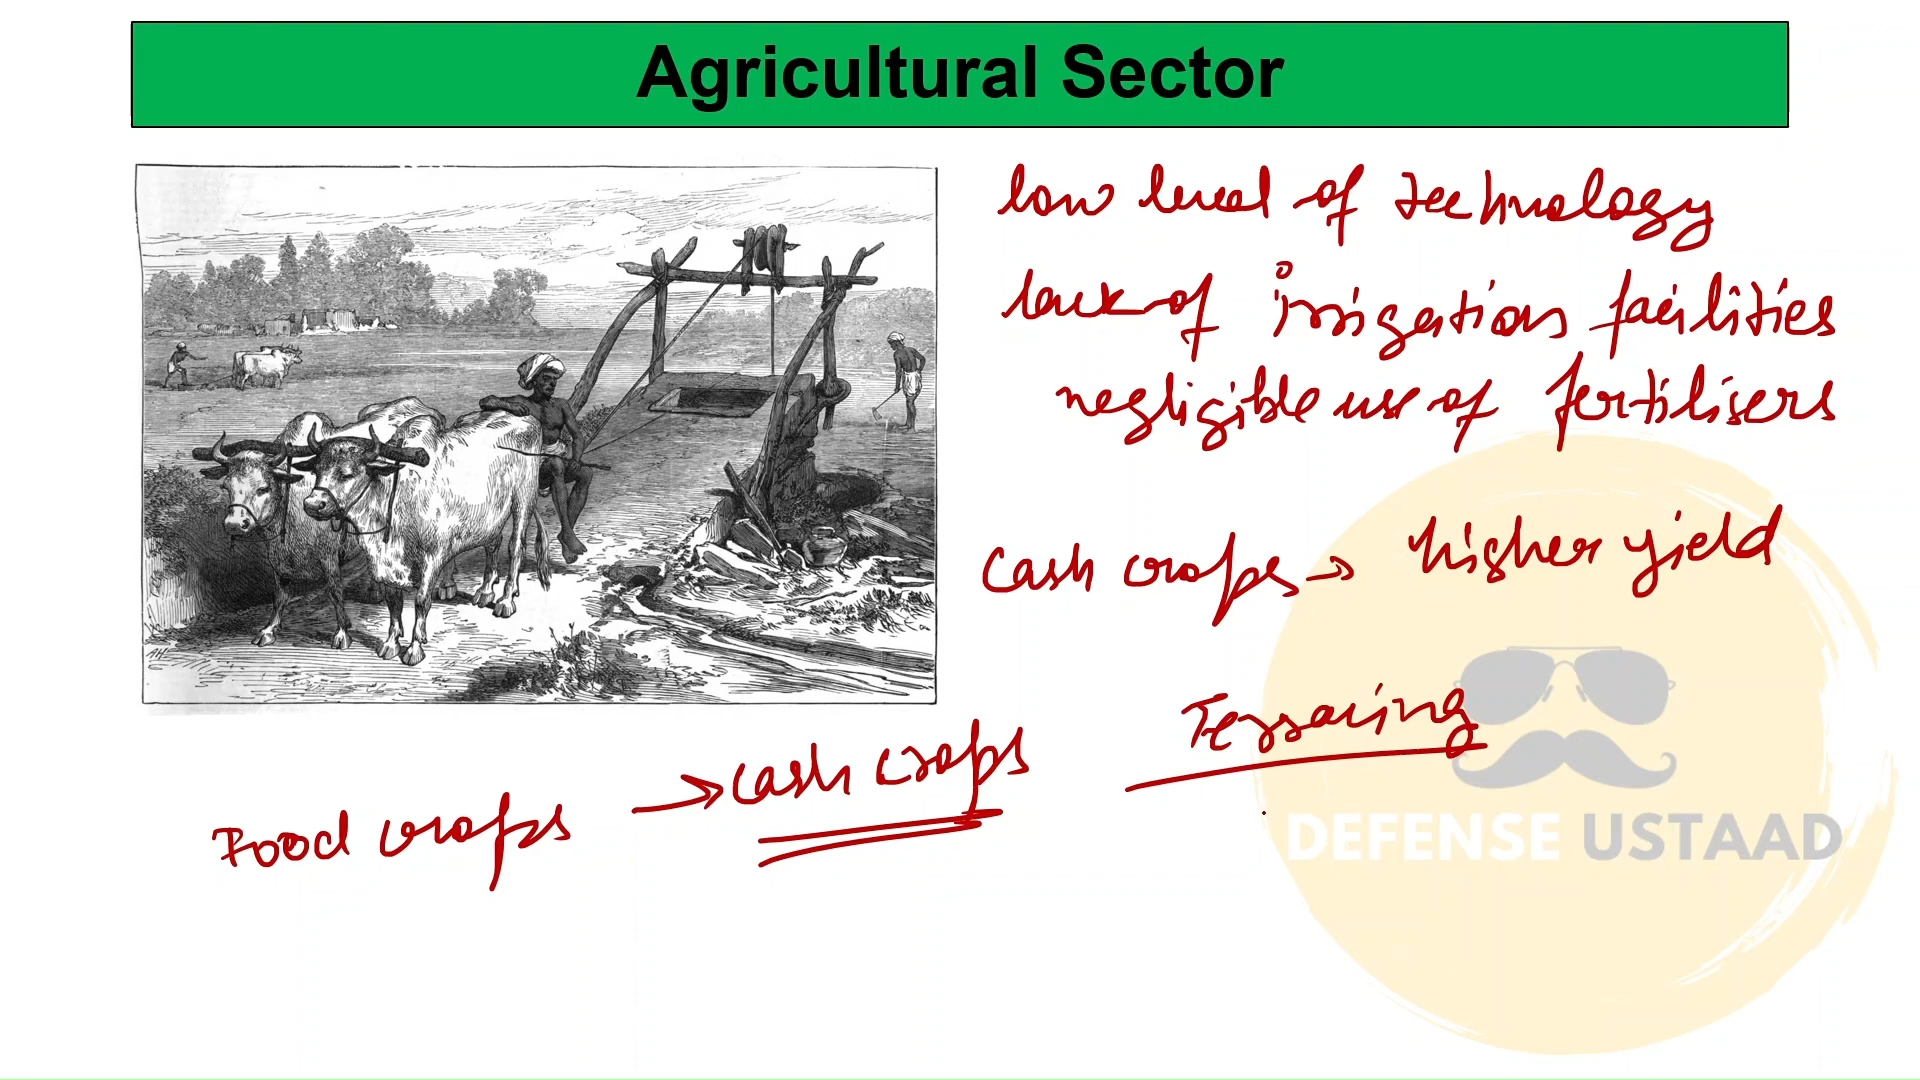 Agricultural Sector
low level of technology
lack of irrigation facilities
negligible use of fertilisers
Cash crops → higher yield
Terracing
Food crops → cash crops
DEFENSE USTAAD